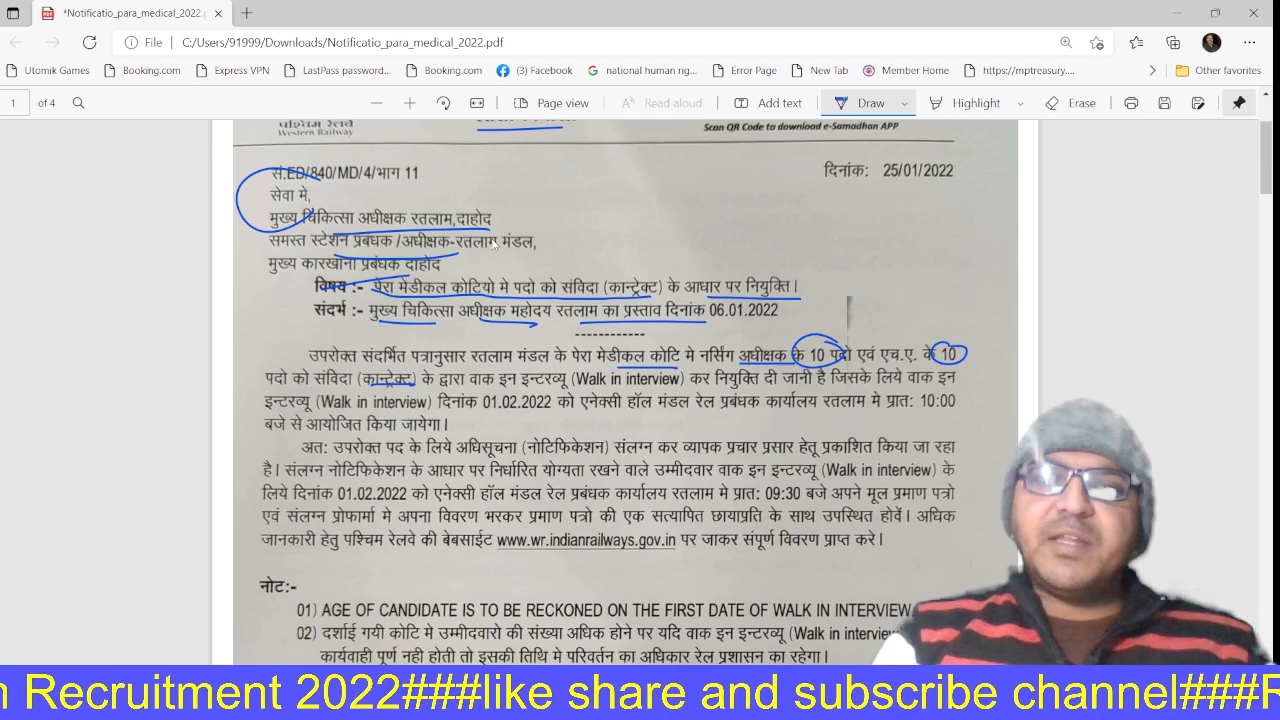 *Notificatio_para_medical_2022.p
File C:/Users/91999/Downloads/Notificatio_para_medical_2022.pdf
Utomik Games Booking.com Express VPN LastPass password... Booking.com (3) Facebook national human rig... Error Page New Tab Member Home https://mptreasury.... Other favorites
1 of 4 Page view Read aloud Add text Draw Highlight Erase
पश्चिम रेलवे
Western Railway
Scan QR Code to download e-Samadhan APP
सं.ED/840/MD/4/भाग 11 दिनांक: 25/01/2022
सेवा मे,
मुख्य चिकित्सा अधीक्षक रतलाम,दाहोद
समस्त स्टेशन प्रबंधक /अधीक्षक-रतलाम मंडल,
मुख्य कारखाना प्रबंधक दाहोद
विषय :- पेरा मेडीकल कोटियो मे पदो को संविदा (कान्ट्रेक्ट) के आधार पर नियुक्ति।
संदर्भ :- मुख्य चिकित्सा अधीक्षक महोदय रतलाम का प्रस्ताव दिनांक 06.01.2022
------------
उपरोक्त संदर्भित पत्रानुसार रतलाम मंडल के पेरा मेडीकल कोटि मे नर्सिंग अधीक्षक के 10 पदो एवं एच.ए. के 10
पदो को संविदा (कान्ट्रेक्ट) के द्वारा वाक इन इन्टरव्यू (Walk in interview) कर नियुक्ति दी जानी है जिसके लिये वाक इन
इन्टरव्यू (Walk in interview) दिनांक 01.02.2022 को एनेक्सी हॉल मंडल रेल प्रबंधक कार्यालय रतलाम मे प्रात: 10:00
बजे से आयोजित किया जायेगा।
अत: उपरोक्त पद के लिये अधिसूचना (नोटिफिकेशन) संलग्न कर व्यापक प्रचार प्रसार हेतू प्रकाशित किया जा रहा
है। संलग्न नोटिफिकेशन के आधार पर निर्धारित योग्यता रखने वाले उम्मीदवार वाक इन इन्टरव्यू (Walk in interview) के
लिये दिनांक 01.02.2022 को एनेक्सी हॉल मंडल रेल प्रबंधक कार्यालय रतलाम मे प्रात: 09:30 बजे अपने मूल प्रमाण पत्रो
एवं संलग्न प्रोफार्मा मे अपना विवरण भरकर प्रमाण पत्रो की एक सत्यापित छायाप्रति के साथ उपस्थित होवें। अधिक
जानकारी हेतु पश्चिम रेलवे की बेबसाईट www.wr.indianrailways.gov.in पर जाकर संपूर्ण विवरण प्राप्त करे।
नोट:-
01) AGE OF CANDIDATE IS TO BE RECKONED ON THE FIRST DATE OF WALK IN INTERVIEW
02) दर्शाई गयी कोटि मे उम्मीदवारो की संख्या अधिक होने पर यदि वाक इन इन्टरव्यू (Walk in interview
कार्यवाही पूर्ण नही होती तो इसकी तिथि मे परिवर्तन का अधिकार रेल प्रशासन का रहेगा।
n Recruitment 2022###like share and subscribe channel###R